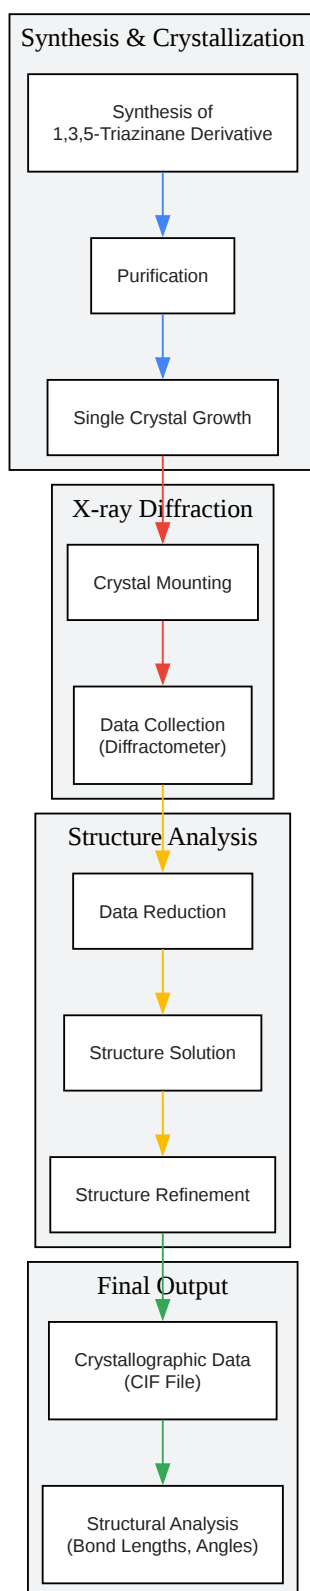 Synthesis & Crystallization
Synthesis of
1,3,5-Triazinane Derivative
Purification
Single Crystal Growth
X-ray Diffraction
Crystal Mounting
Data Collection
(Diffractometer)
Structure Analysis
Data Reduction
Structure Solution
Structure Refinement
Final Output
Crystallographic Data
(CIF File)
Structural Analysis
(Bond Lengths, Angles)